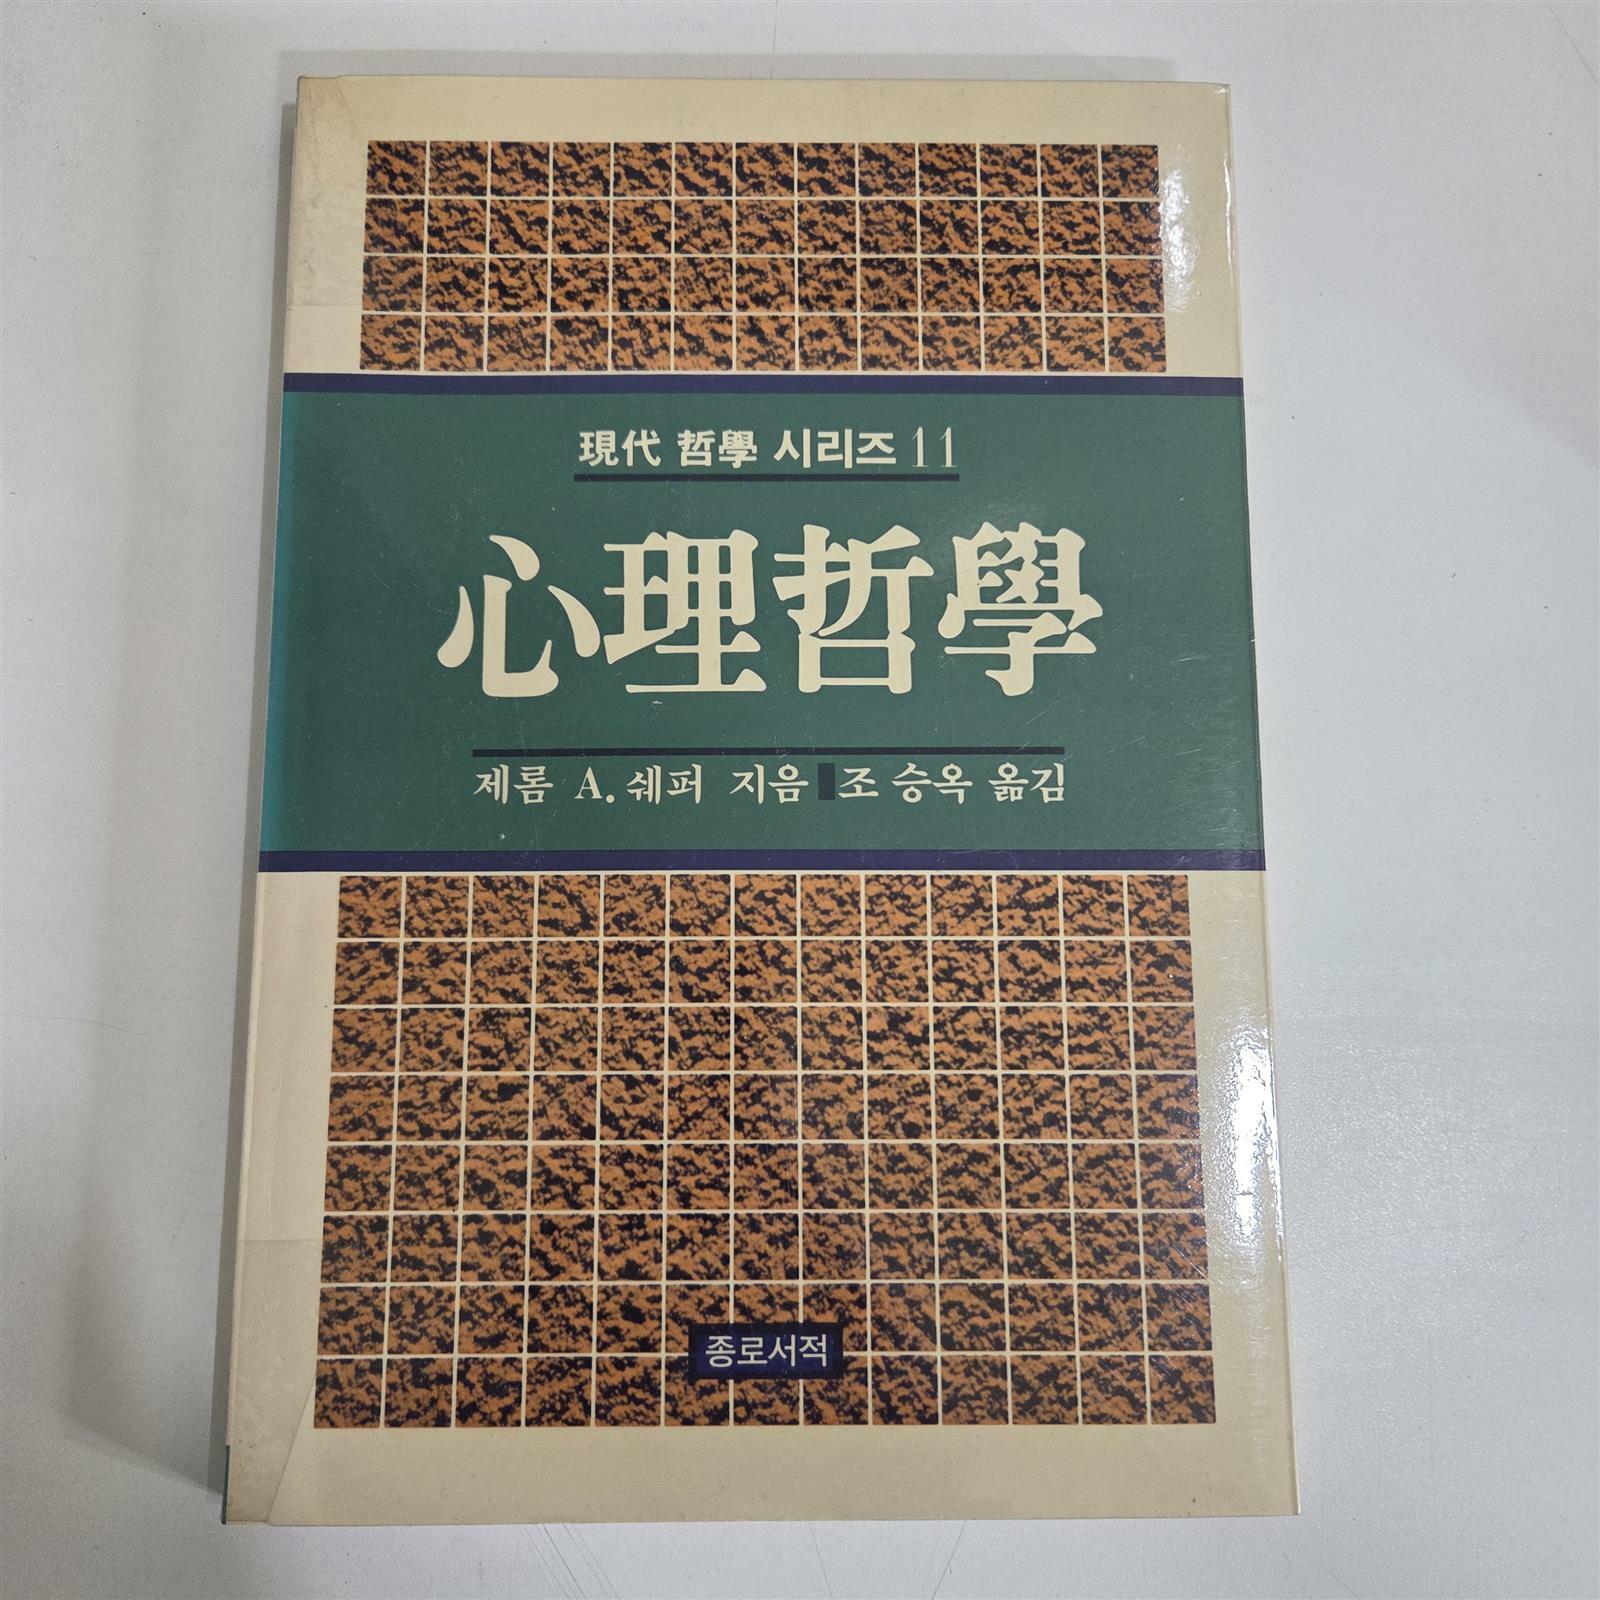 現代 哲學 시리즈 11
心理哲學
제롬 A. 쉐퍼 지음 조승옥 옮김
종로서적